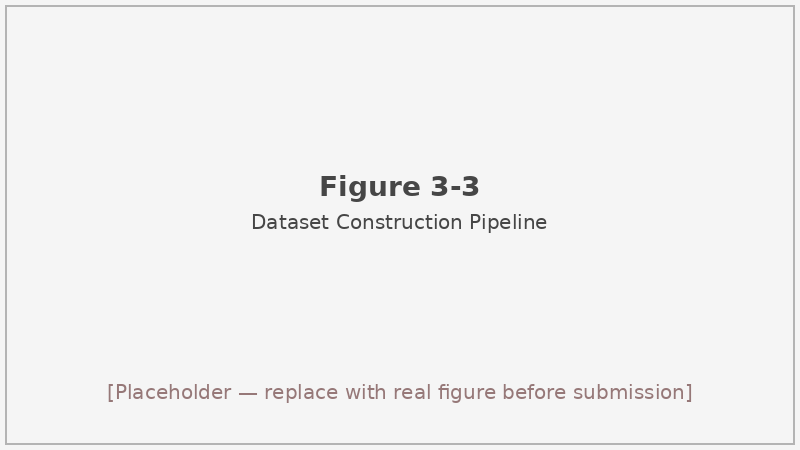 Figure 3-3
Dataset Construction Pipeline
[Placeholder — replace with real figure before submission]